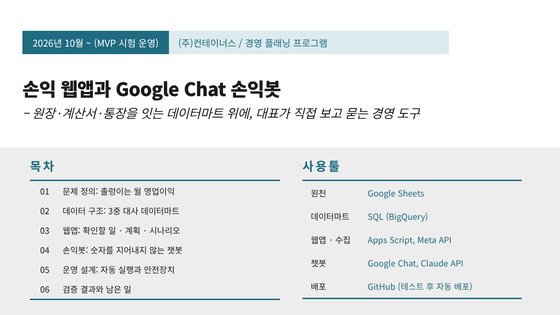 2026년 10월 ~ (MVP 시험 운영)
(주)컨테이너스 / 경영 플래닝 프로그램
손익 웹앱과 Google Chat 손익봇
– 원장·계산서·통장을 잇는 데이터마트 위에, 대표가 직접 보고 묻는 경영 도구
목차
01 문제 정의: 출렁이는 월 영업이익
02 데이터 구조: 3중 대사 데이터마트
03 웹앱: 확인할 일 · 계획 · 시나리오
04 손익봇: 숫자를 지어내지 않는 챗봇
05 운영 설계: 자동 실행과 안전장치
06 검증 결과와 남은 일
사용툴
원천 Google Sheets
데이터마트 SQL (BigQuery)
웹앱 · 수집 Apps Script, Meta API
챗봇 Google Chat, Claude API
배포 GitHub (테스트 후 자동 배포)